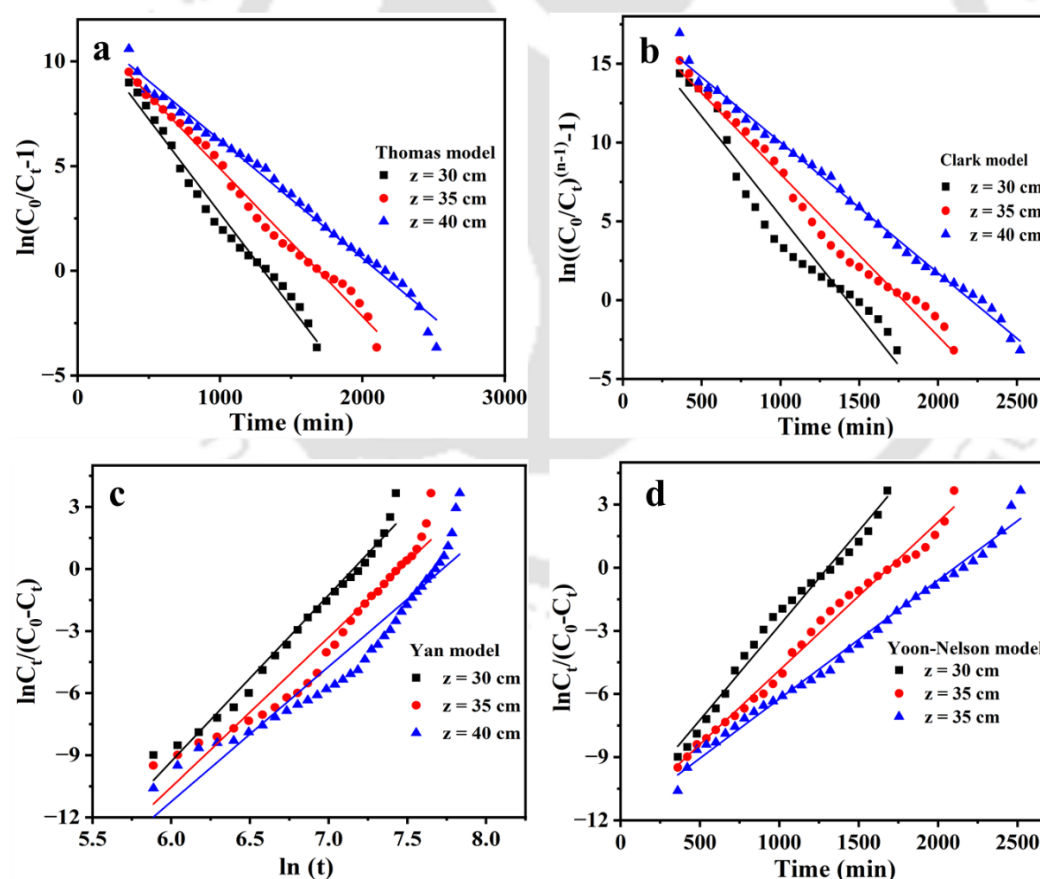 a
ln(C₀/Cₜ-1)
10
5
0
−5
0
1000
2000
3000
Time (min)
Thomas model
z = 30 cm
z = 35 cm
z = 40 cm
b
ln((C₀/Cₜ)⁽ⁿ⁻¹⁾-1)
15
10
5
0
−5
0
500
1000
1500
2000
2500
Time (min)
Clark model
z = 30 cm
z = 35 cm
z = 40 cm
c
lnCₜ/(C₀-Cₜ)
3
0
−3
−6
−9
−12
5.5
6.0
6.5
7.0
7.5
8.0
ln (t)
Yan model
z = 30 cm
z = 35 cm
z = 40 cm
d
lnCₜ/(C₀-Cₜ)
3
0
−3
−6
−9
−12
0
500
1000
1500
2000
2500
Time (min)
Yoon-Nelson model
z = 30 cm
z = 35 cm
z = 35 cm